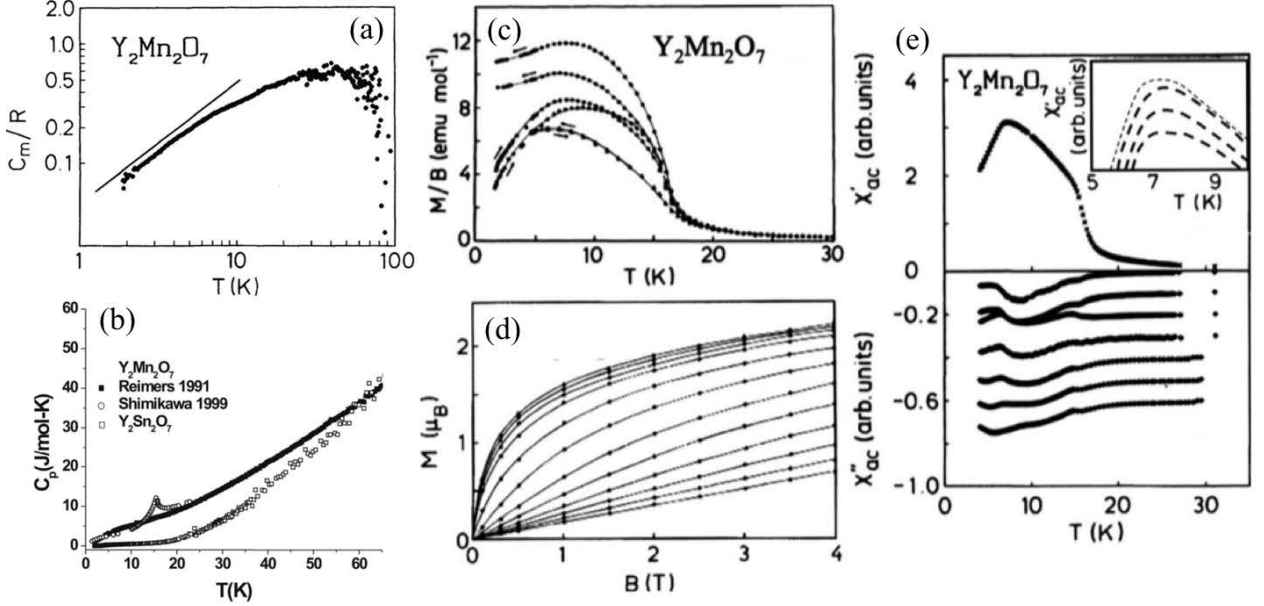 (a)
Y2Mn2O7
2.0
1.0
0.5
0.2
0.1
Cm/R
1
10
100
T (K)
(b)
60
50
40
30
20
10
0
Cp(J/mol-K)
Y2Mn2O7
Reimers 1991
Shimikawa 1999
Y2Sn2O7
0
10
20
30
40
50
60
T(K)
(c)
Y2Mn2O7
12
8
4
0
M/B (emu mol⁻¹)
0
10
20
30
T (K)
(d)
2
1
0
M (μB)
0
1
2
3
4
B (T)
(e)
Y2Mn2O7
4
2
0
χ'ac (arb. units)
χ'ac
(arb. units)
5
7
9
T (K)
-0.2
-0.6
-1.0
χ"ac (arb. units)
0
10
20
30
T (K)